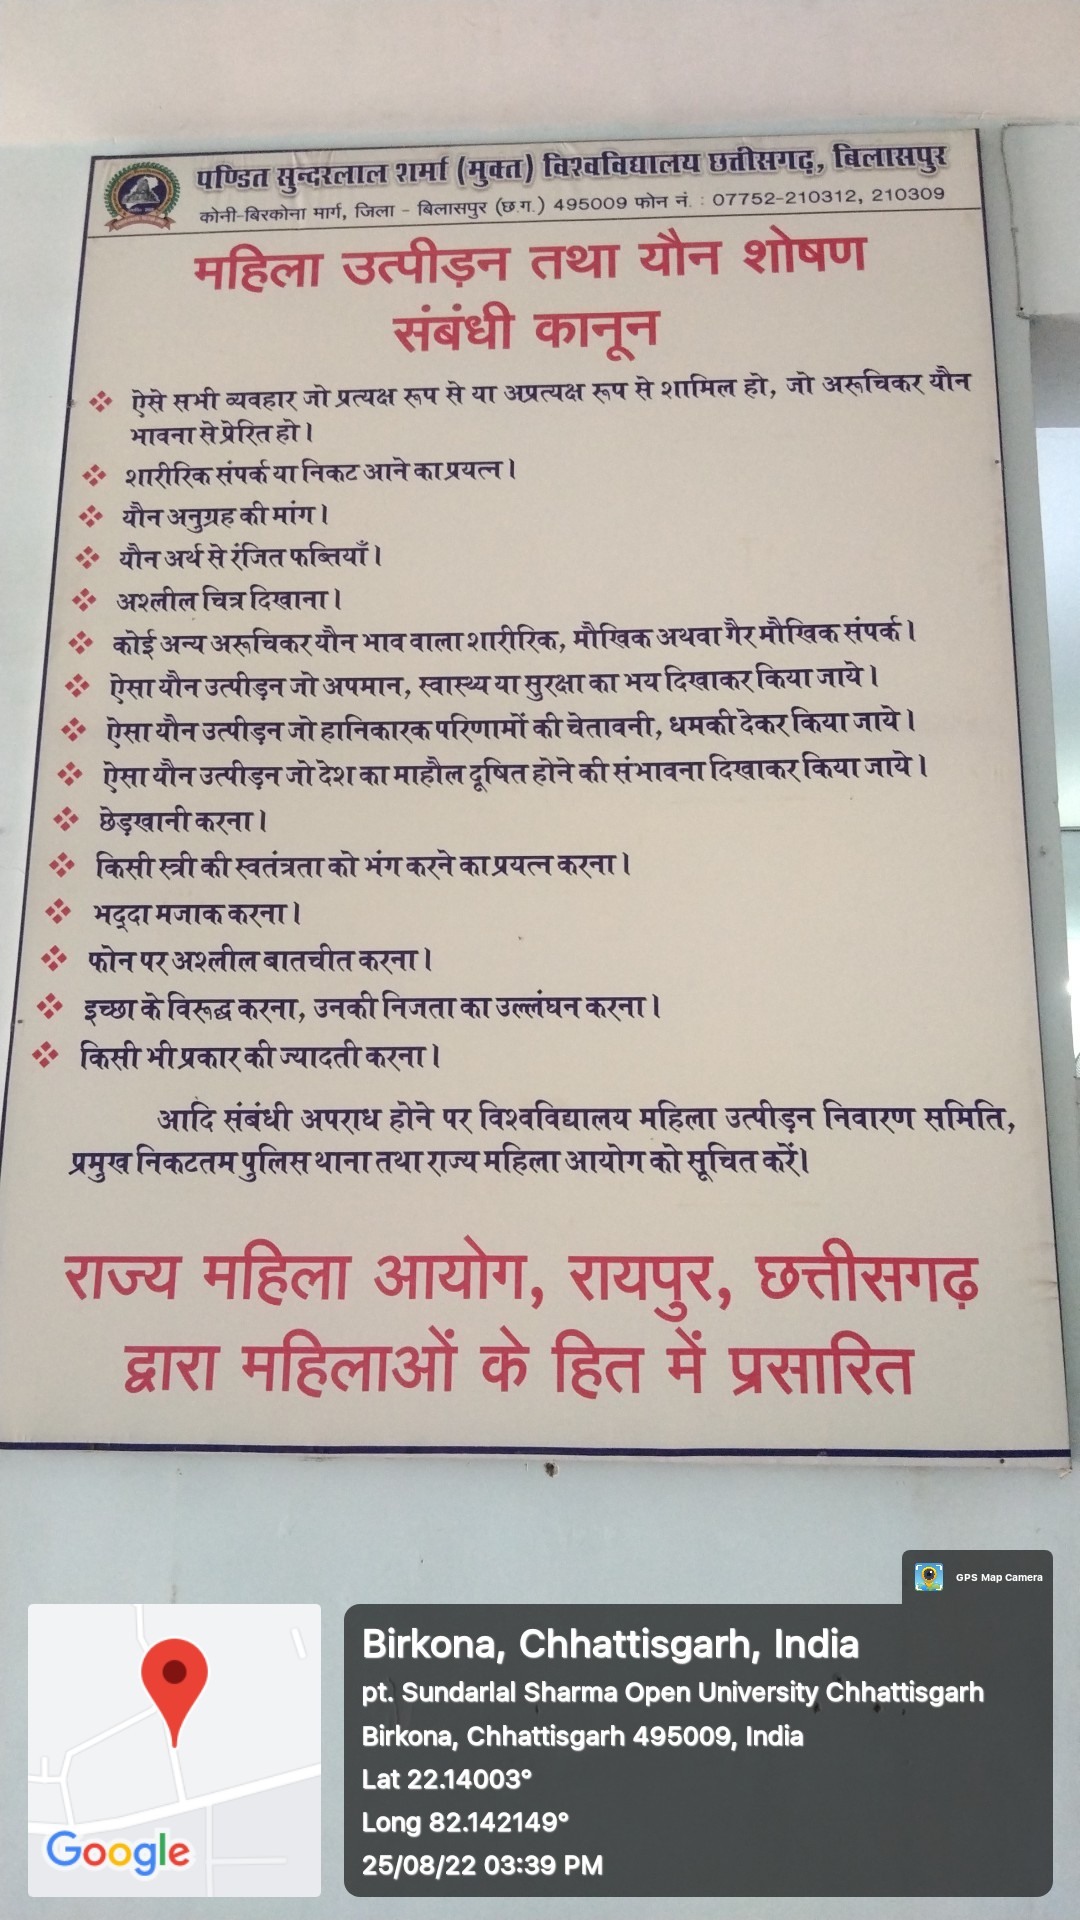 पण्डित सुन्दरलाल शर्मा (मुक्त) विश्वविद्यालय छत्तीसगढ़, बिलासपुर
कोनी-बिरकोना मार्ग, जिला - बिलासपुर (छ.ग.) 495009 फोन नं. : 07752-210312, 210309
महिला उत्पीड़न तथा यौन शोषण
संबंधी कानून
ऐसे सभी व्यवहार जो प्रत्यक्ष रूप से या अप्रत्यक्ष रूप से शामिल हो, जो अरूचिकर यौन
भावना से प्रेरित हो।
शारीरिक संपर्क या निकट आने का प्रयत्न।
यौन अनुग्रह की मांग।
यौन अर्थ से रंजित फब्तियाँ।
अश्लील चित्र दिखाना।
कोई अन्य अरूचिकर यौन भाव वाला शारीरिक, मौखिक अथवा गैर मौखिक संपर्क।
ऐसा यौन उत्पीड़न जो अपमान, स्वास्थ्य या सुरक्षा का भय दिखाकर किया जाये।
ऐसा यौन उत्पीड़न जो हानिकारक परिणामों की चेतावनी, धमकी देकर किया जाये।
ऐसा यौन उत्पीड़न जो देश का माहौल दूषित होने की संभावना दिखाकर किया जाये।
छेड़खानी करना।
किसी स्त्री की स्वतंत्रता को भंग करने का प्रयत्न करना।
भद्दा मजाक करना।
फोन पर अश्लील बातचीत करना।
इच्छा के विरूद्ध करना, उनकी निजता का उल्लंघन करना।
किसी भी प्रकार की ज्यादती करना।
आदि संबंधी अपराध होने पर विश्वविद्यालय महिला उत्पीड़न निवारण समिति,
प्रमुख निकटतम पुलिस थाना तथा राज्य महिला आयोग को सूचित करें।
राज्य महिला आयोग, रायपुर, छत्तीसगढ़
द्वारा महिलाओं के हित में प्रसारित
GPS Map Camera
Birkona, Chhattisgarh, India
pt. Sundarlal Sharma Open University Chhattisgarh
Birkona, Chhattisgarh 495009, India
Lat 22.14003°
Long 82.142149°
25/08/22 03:39 PM
Google